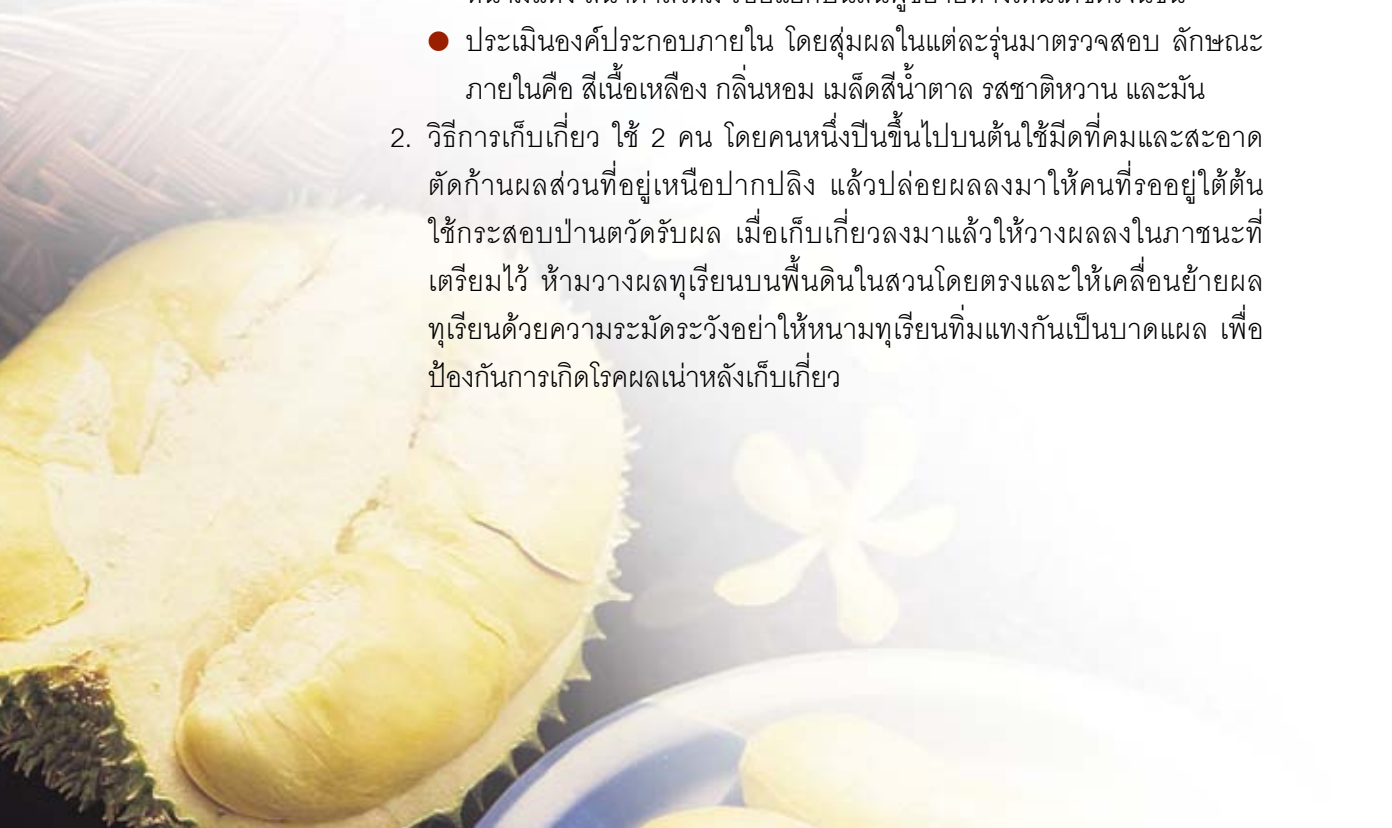 ● ประเมินองค์ประกอบภายใน โดยสุ่มผลในแต่ละรุ่นมาตรวจสอบ ลักษณะ
ภายในคือ สีเนื้อเหลือง กลิ่นหอม เมล็ดสีน้ำตาล รสชาติหวาน และมัน
2. วิธีการเก็บเกี่ยว ใช้ 2 คน โดยคนหนึ่งปีนขึ้นไปบนต้นใช้มีดที่คมและสะอาด
ตัดก้านผลส่วนที่อยู่เหนือปากปลิง แล้วปล่อยผลลงมาให้คนที่รออยู่ใต้ต้น
ใช้กระสอบป่านตวัดรับผล เมื่อเก็บเกี่ยวลงมาแล้วให้วางผลลงในภาชนะที่
เตรียมไว้ ห้ามวางผลทุเรียนบนพื้นดินในสวนโดยตรงและให้เคลื่อนย้ายผล
ทุเรียนด้วยความระมัดระวังอย่าให้หนามทุเรียนทิ่มแทงกันเป็นบาดแผล เพื่อ
ป้องกันการเกิดโรคผลเน่าหลังเก็บเกี่ยว